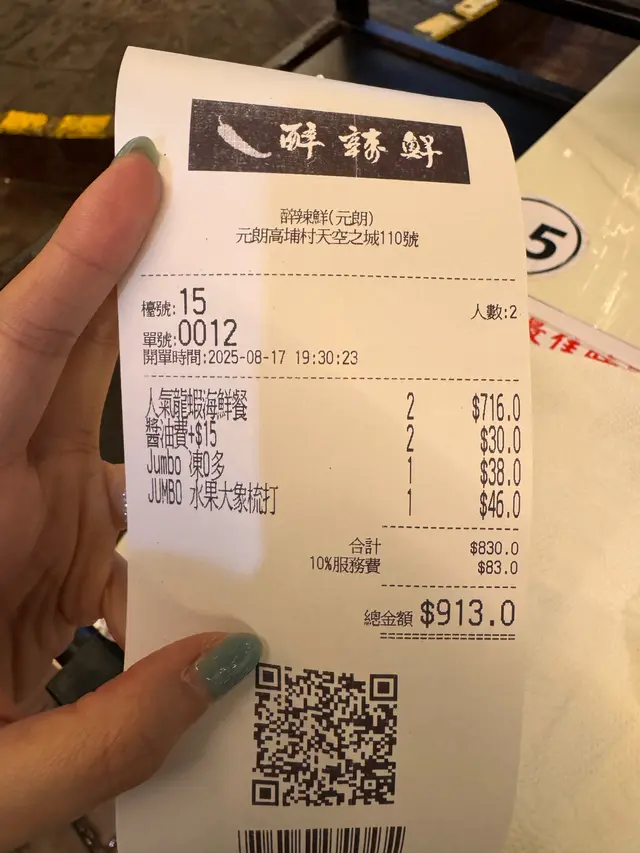 醉辣鮮
醉辣鮮(元朗)
元朗高埔村天空之城110號
檯號:15 人數:2
單號:0012
開單時間:2025-08-17 19:30:23
人氣龍蝦海鮮餐 2 $716.0
醬油費+$15 2 $30.0
Jumbo 凍0多 1 $38.0
JUMBO 水果大象梳打 1 $46.0
合計 $830.0
10%服務費 $83.0
總金額 $913.0
5